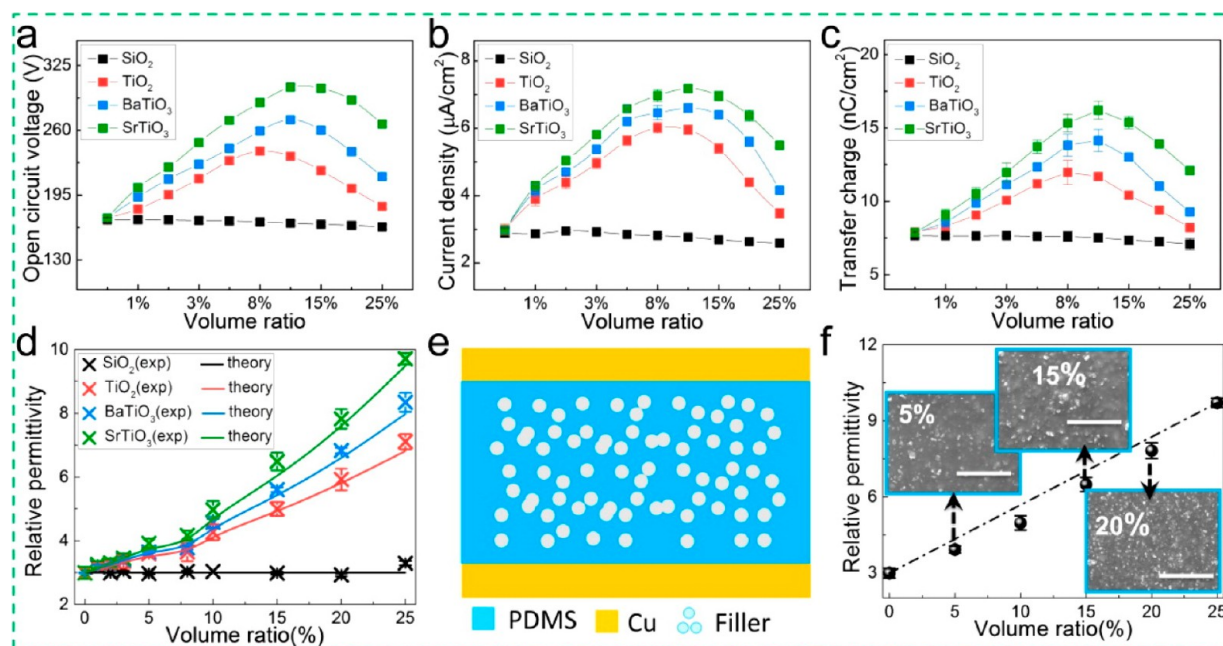 a
SiO2
TiO2
BaTiO3
SrTiO3
Open circuit voltage (V)
325
260
195
130
1% 3% 8% 15% 25%
Volume ratio
b
SiO2
TiO2
BaTiO3
SrTiO3
Current density (μA/cm2)
8
6
4
2
1% 3% 8% 15% 25%
Volume ratio
c
SiO2
TiO2
BaTiO3
SrTiO3
Transfer charge (nC/cm2)
20
15
10
5
1% 3% 8% 15% 25%
Volume ratio
d
SiO2(exp) theory
TiO2(exp) theory
BaTiO3(exp) theory
SrTiO3(exp) theory
Relative permittivity
10
8
6
4
2
0 5 10 15 20 25
Volume ratio(%)
e
PDMS Cu Filler
f
Relative permittivity
12
9
6
3
5%
15%
20%
0 5 10 15 20 25
Volume ratio(%)